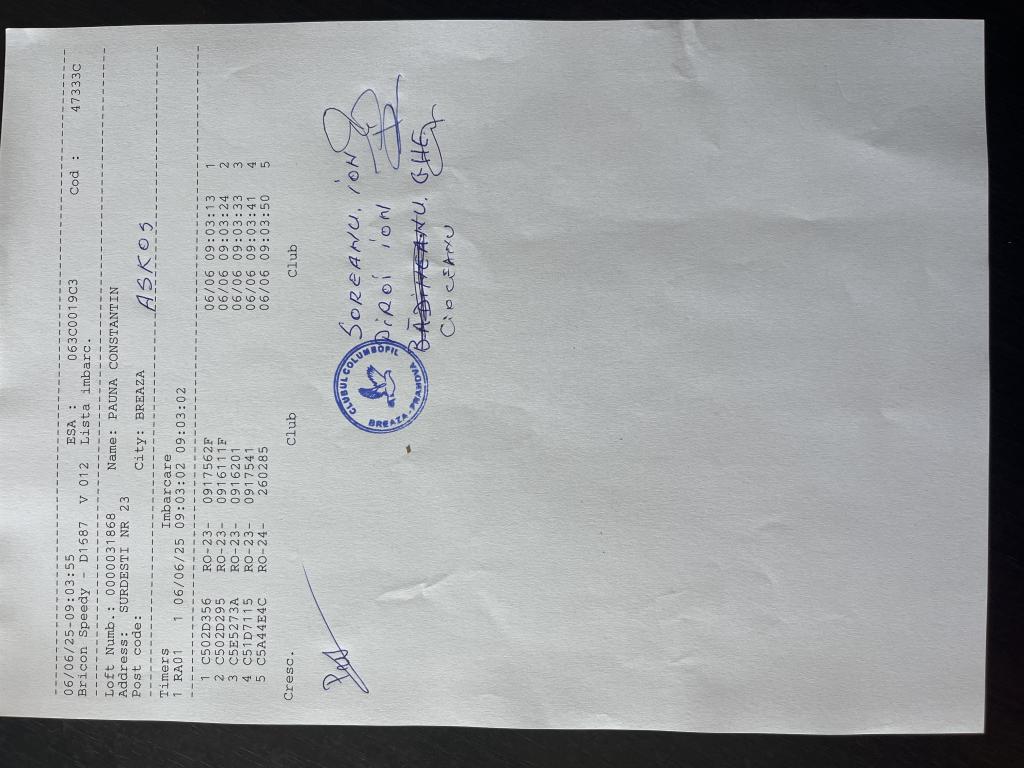 06/06/25-09:03:55 ESA : 063C0019C3 Cod : 47333C
Bricon Speedy - D1687 V 012 Lista imbarc.
Loft Numb.: 0000031868 Name: PAUNA CONSTANTIN
Address: SURDESTI NR 23
Post code: City: BREAZA
ASKOS
Timers Imbarcare
1 RA01 1 06/06/25 09:03:02 09:03:02
1 C502D356 RO-23- 0917562F 06/06 09:03:13 1
2 C502D295 RO-23- 0916111F 06/06 09:03:24 2
3 C5E5273A RO-23- 0916201 06/06 09:03:33 3
4 C51D7115 RO-23- 0917541 06/06 09:03:41 4
5 C5A44E4C RO-24- 260285 06/06 09:03:50 5
Cresc. Club Club
CLUBUL COLUMBOFIL
BREAZA - PRAHOVA
SOREANU. ION
PIROI ION
GHE
CIOCEANU